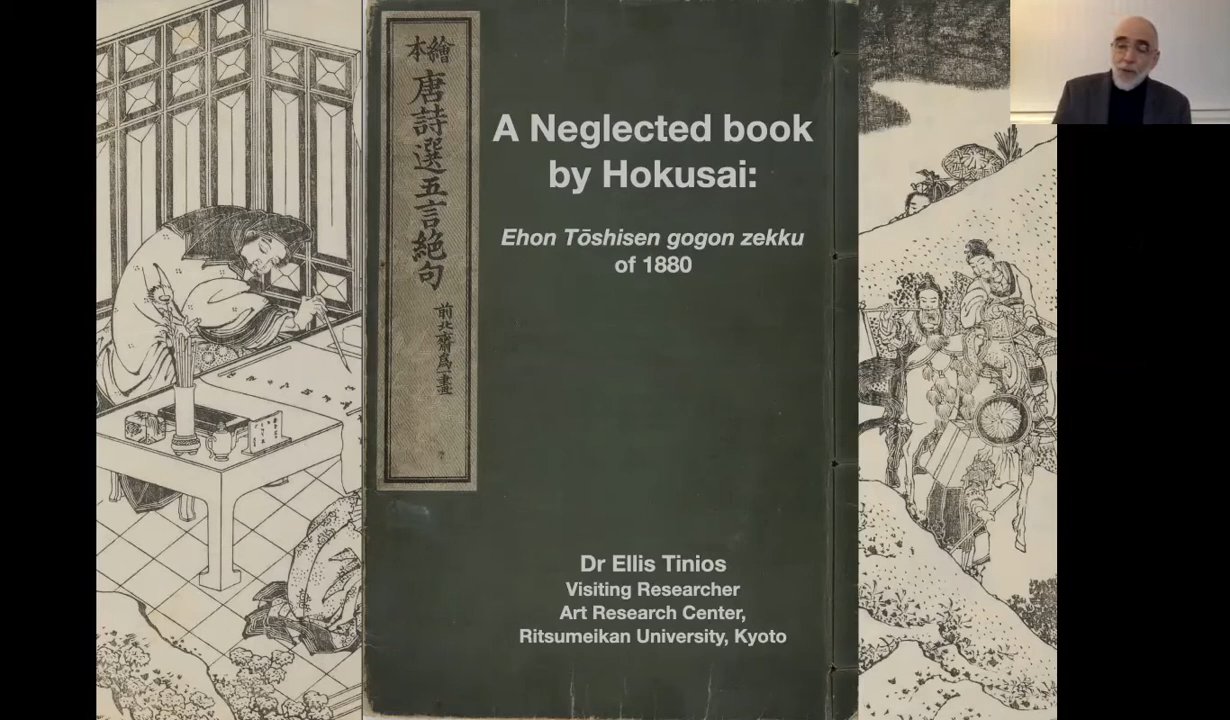 繪本
唐詩選五言絶句
前北齋爲一畫
A Neglected book
by Hokusai:
Ehon Tōshisen gogon zekku
of 1880
Dr Ellis Tinios
Visiting Researcher
Art Research Center,
Ritsumeikan University, Kyoto